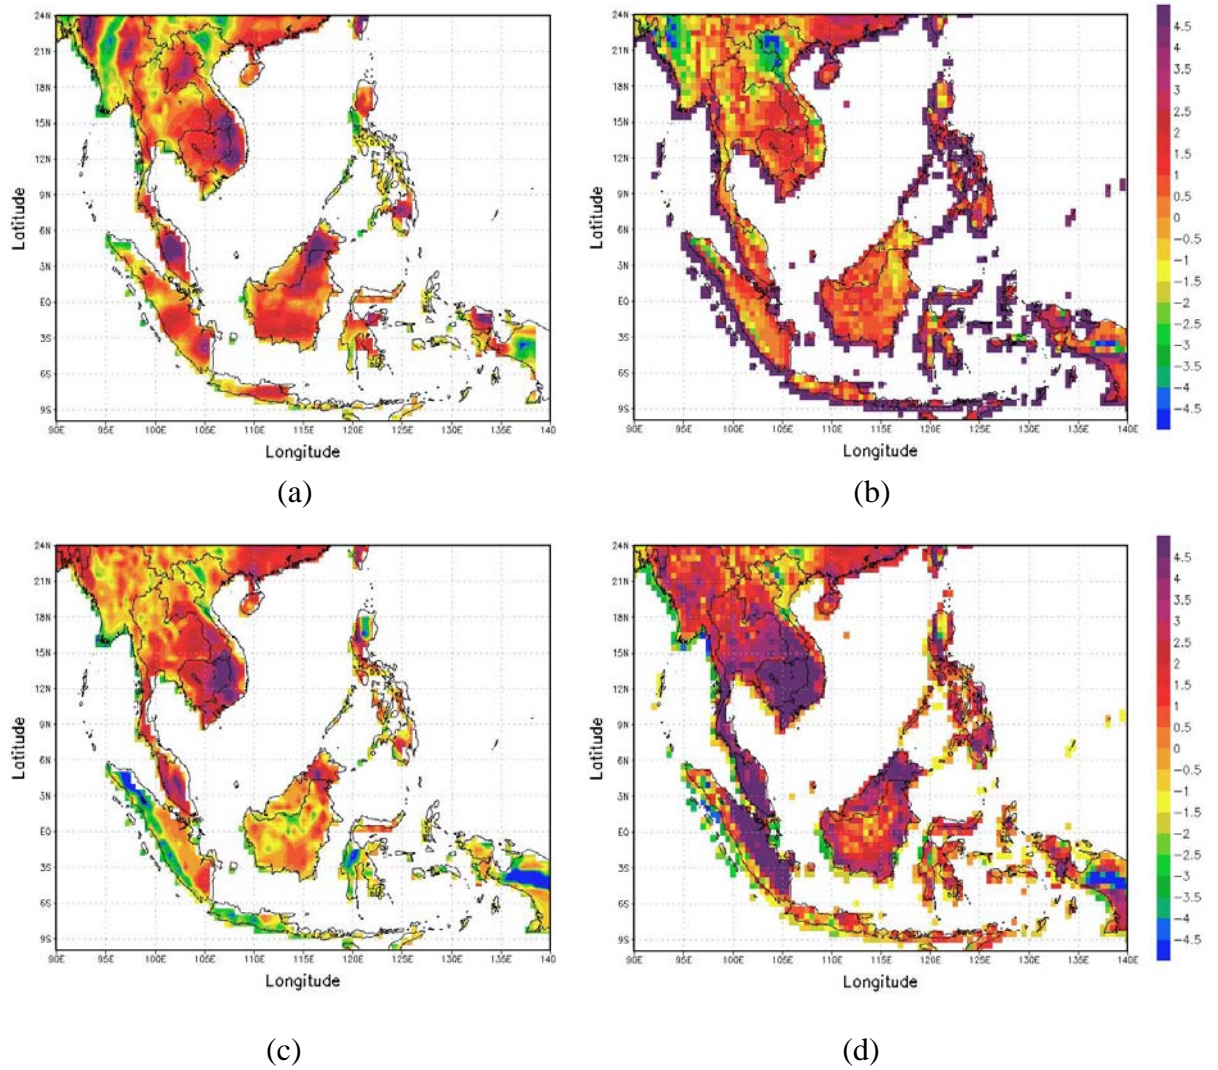 Latitude
24N
21N
18N
15N
12N
9N
6N
3N
EQ
3S
6S
9S
90E 95E 100E 105E 110E 115E 120E 125E 130E 135E 140
Longitude
(a)
Latitude
24N
21N
18N
15N
12N
9N
6N
3N
EQ
3S
6S
9S
90E 95E 100E 105E 110E 115E 120E 125E 130E 135E 140E
Longitude
(b)
4.5
4
3.5
3
2.5
2
1.5
1
0.5
0
−0.5
−1
−1.5
−2
−2.5
−3
−3.5
−4
−4.5
Latitude
24N
21N
18N
15N
12N
9N
6N
3N
EQ
3S
6S
9S
90E 95E 100E 105E 110E 115E 120E 125E 130E 135E 140
Longitude
(c)
Latitude
24N
21N
18N
15N
12N
9N
6N
3N
EQ
3S
6S
9S
90E 95E 100E 105E 110E 115E 120E 125E 130E 135E 140E
Longitude
(d)
4.5
4
3.5
3
2.5
2
1.5
1
0.5
0
−0.5
−1
−1.5
−2
−2.5
−3
−3.5
−4
−4.5